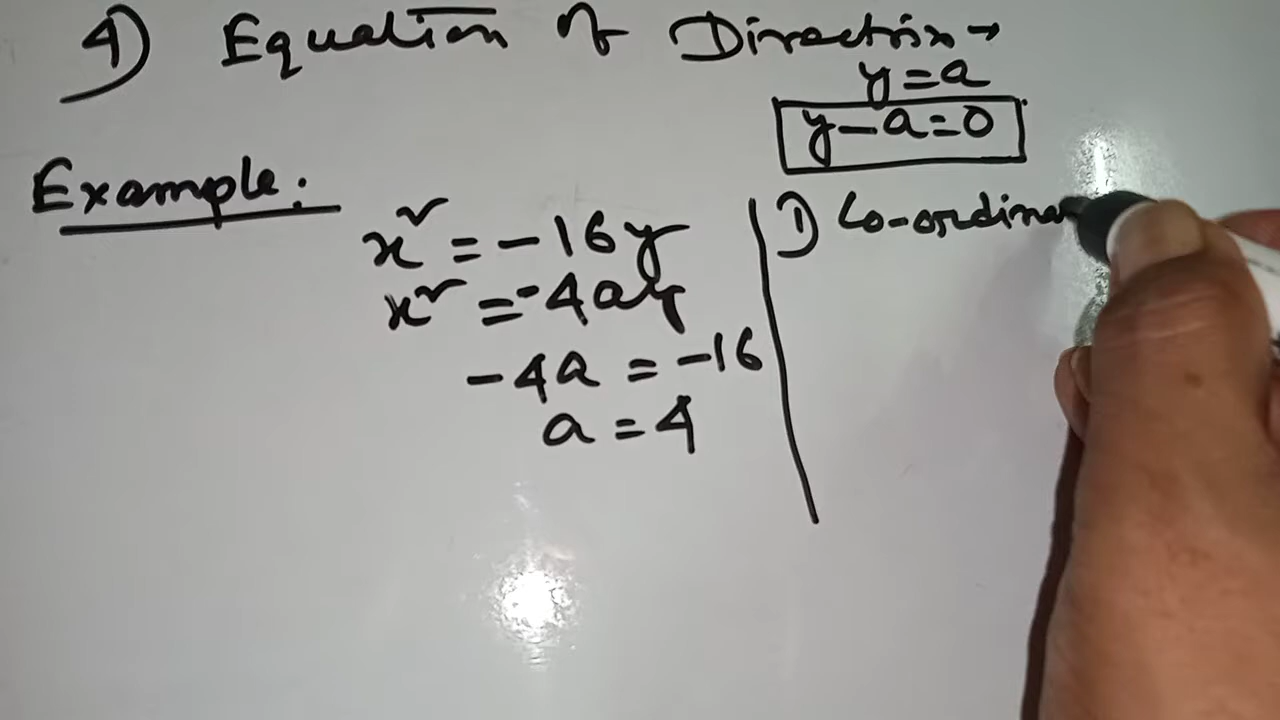 4) Equation of Directrix →
y = a
y - a = 0
Example:
x² = -16y
x² = -4ay
-4a = -16
a = 4
1) Co-ordina